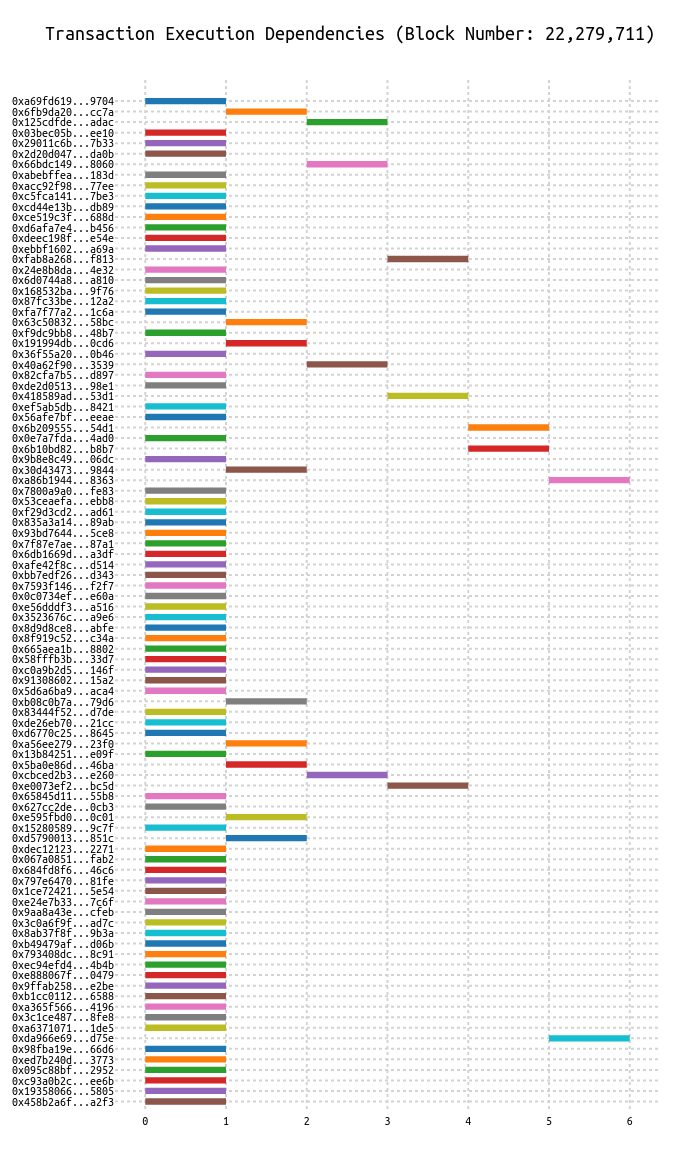 Transaction Execution Dependencies (Block Number: 22,279,711)
0xa69fd619...9704
0x6fb9da20...cc7a
0x125cdfde...adac
0x03bec05b...ee10
0x29011c6b...7b33
0x2d20d047...da0b
0x66bdc149...8060
0xabebffea...183d
0xacc92f98...77ee
0xc5fca141...7be3
0xcd44e13b...db89
0xce519c3f...688d
0xd6afa7e4...b456
0xdeec198f...e54e
0xebbf1602...a69a
0xfab8a268...f813
0x24e8b8da...4e32
0x6d0744a8...a810
0x168532ba...9f76
0x87fc33be...12a2
0xfa7f77a2...1c6a
0x63c50832...58bc
0xf9dc9bb8...48b7
0x191994db...0cd6
0x36f55a20...0b46
0x40a62f90...3539
0x82cfa7b5...d897
0xde2d0513...98e1
0x418589ad...53d1
0xef5ab5db...8421
0x56afe7bf...eeae
0x6b209555...54d1
0x0e7a7fda...4ad0
0x6b10bd82...b8b7
0x9b8e8c49...06dc
0x30d43473...9844
0xa86b1944...8363
0x7800a9a0...fe83
0x53ceaefa...ebb8
0xf29d3cd2...ad61
0x835a3a14...89ab
0x93bd7644...5ce8
0x7f87e7ae...87a1
0x6db1669d...a3df
0xafe42f8c...d514
0xbb7edf26...d343
0x7593f146...f2f7
0x0c0734ef...e60a
0xe56dddf3...a516
0x3523676c...a9e6
0x8d9d8ce8...abfe
0x8f919c52...c34a
0x665aea1b...8802
0x58fffb3b...33d7
0xc0a9b2d5...146f
0x91308602...15a2
0x5d6a6ba9...aca4
0xb08c0b7a...79d6
0x83444f52...d7de
0xde26eb70...21cc
0xd6770c25...8645
0xa56ee279...23f0
0x13b84251...e09f
0x5ba0e86d...46ba
0xcbced2b3...e260
0xe0073ef2...bc5d
0x65845d11...55b8
0x627cc2de...0cb3
0xe595fbd0...0c01
0x15280589...9c7f
0xd5790013...851c
0xdec12123...2271
0x067a0851...fab2
0x684fd8f6...46c6
0x797e6470...81fe
0x1ce72421...5e54
0xe24e7b33...7c6f
0x9aa8a43e...cfeb
0x3c0a6f9f...ad7c
0x8ab37f8f...9b3a
0xb49479af...d06b
0x793408dc...8c91
0xec94efd4...4b4b
0xe888067f...0479
0x9ffab258...e2be
0xb1cc0112...6588
0xa365f566...4196
0x3c1ce487...8fe8
0xa6371071...1de5
0xda966e69...d75e
0x98fba19e...66d6
0xed7b240d...3773
0x095c88bf...2952
0xc93a0b2c...ee6b
0x19358066...5805
0x458b2a6f...a2f3
0 1 2 3 4 5 6